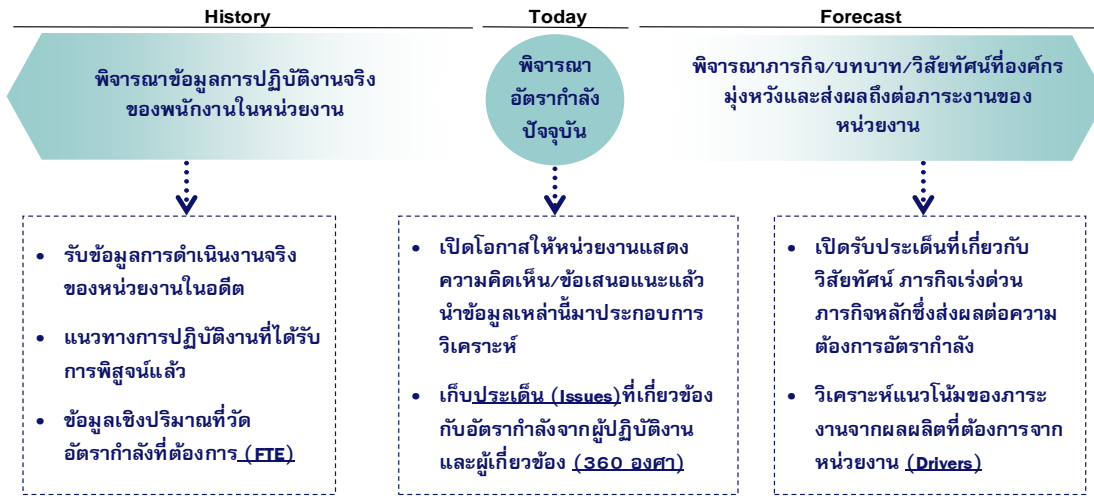 History
Today
Forecast
พิจารณาข้อมูลการปฏิบัติงานจริง
ของพนักงานในหน่วยงาน
พิจารณา
อัตรากำลัง
ปัจจุบัน
พิจารณาภารกิจ/บทบาท/วิสัยทัศน์ที่องค์กร
มุ่งหวังและส่งผลถึงต่อภาระงานของ
หน่วยงาน
• รับข้อมูลการดำเนินงานจริง
ของหน่วยงานในอดีต
• แนวทางการปฏิบัติงานที่ได้รับ
การพิสูจน์แล้ว
• ข้อมูลเชิงปริมาณที่วัด
อัตรากำลังที่ต้องการ (FTE)
• เปิดโอกาสให้หน่วยงานแสดง
ความคิดเห็น/ข้อเสนอแนะแล้ว
นำข้อมูลเหล่านี้มาประกอบการ
วิเคราะห์
• เก็บประเด็น (Issues)ที่เกี่ยวข้อง
กับอัตรากำลังจากผู้ปฏิบัติงาน
และผู้เกี่ยวข้อง (360 องศา)
• เปิดรับประเด็นที่เกี่ยวกับ
วิสัยทัศน์ ภารกิจเร่งด่วน
ภารกิจหลักซึ่งส่งผลต่อความ
ต้องการอัตรากำลัง
• วิเคราะห์แนวโน้มของภาระ
งานจากผลผลิตที่ต้องการจาก
หน่วยงาน (Drivers)